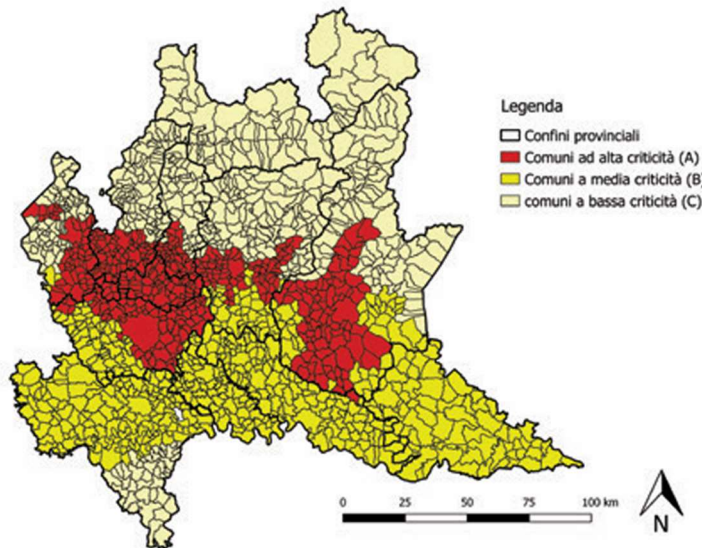 Legenda
Confini provinciali
Comuni ad alta criticità (A)
Comuni a media criticità (B)
comuni a bassa criticità (C)
0 25 50 75 100 km
N